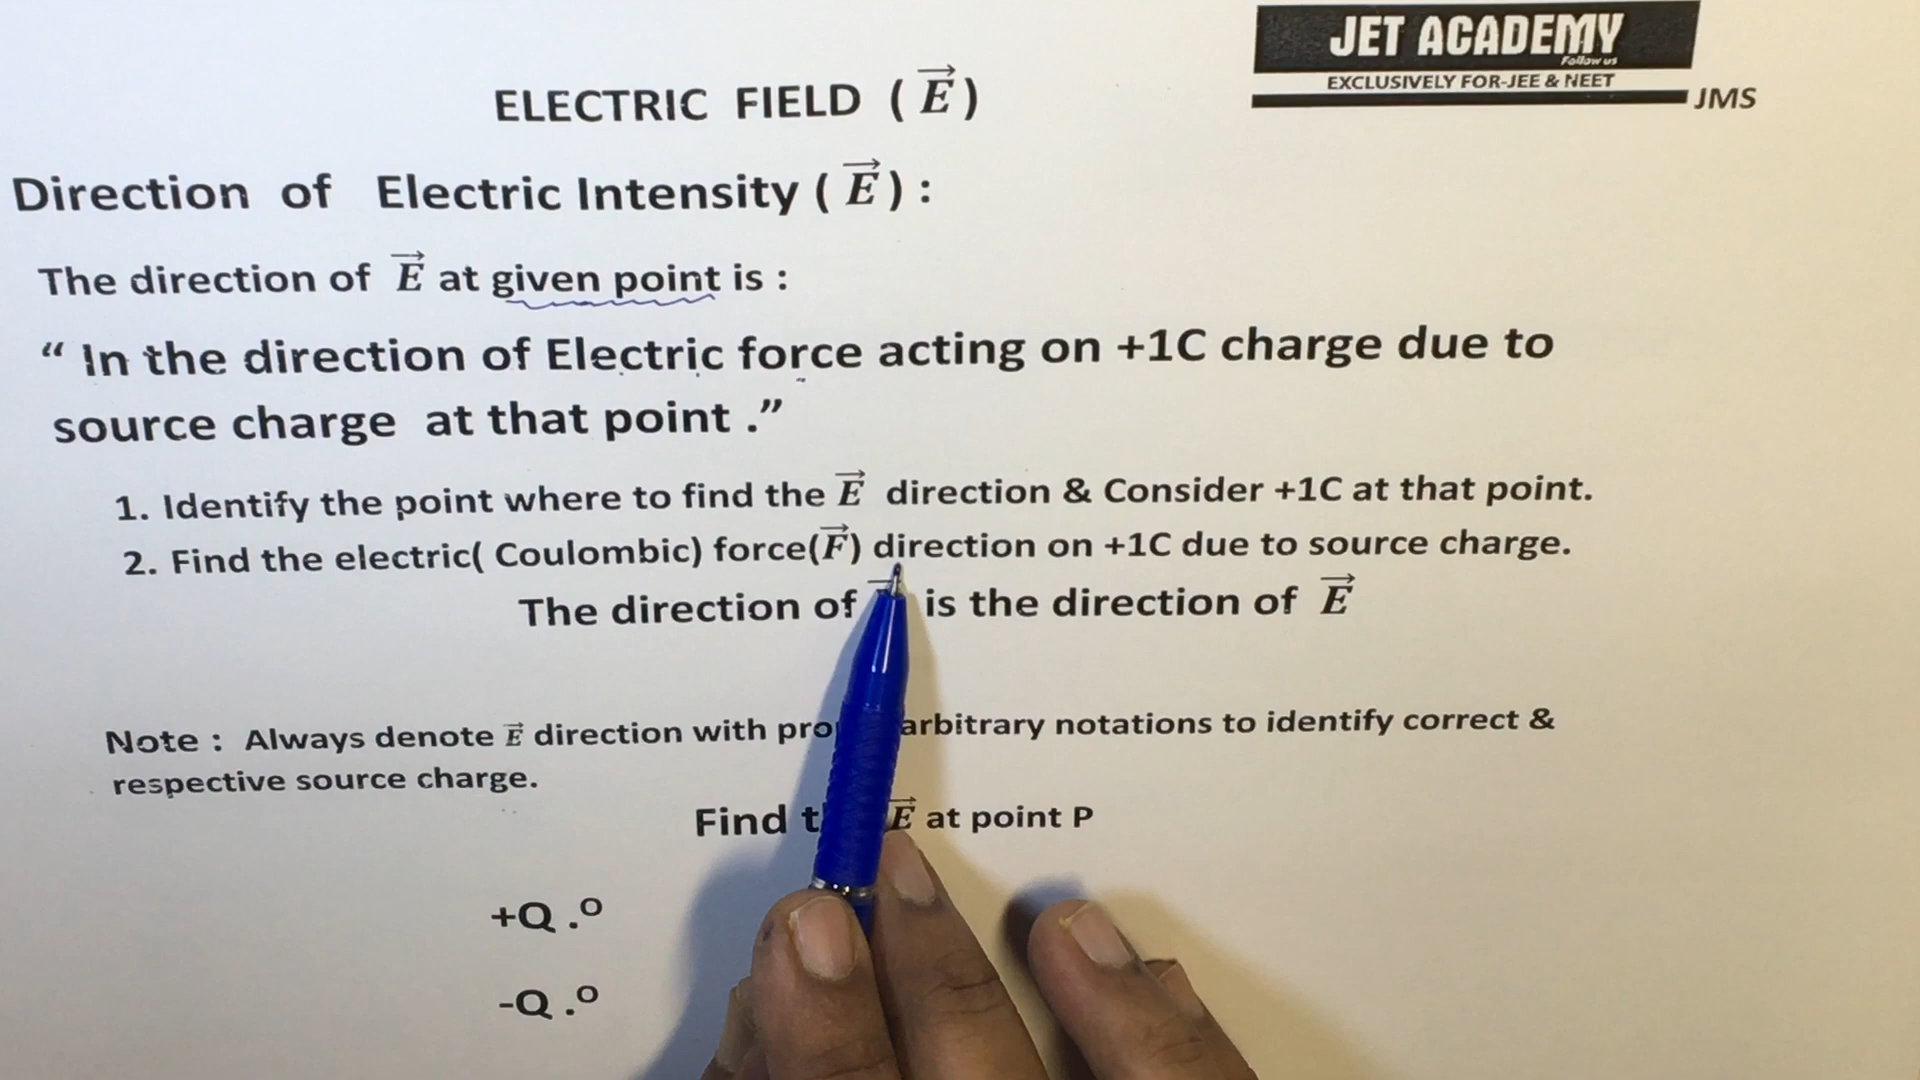 JET ACADEMY
Follow us
EXCLUSIVELY FOR-JEE & NEET
JMS
ELECTRIC FIELD ( E⃗ )
Direction of Electric Intensity ( E⃗ ) :
The direction of E⃗ at given point is :
“ In the direction of Electric force acting on +1C charge due to
source charge at that point .”
1. Identify the point where to find the E⃗ direction & Consider +1C at that point.
2. Find the electric( Coulombic) force(F⃗) direction on +1C due to source charge.
The direction of is the direction of E⃗
Note : Always denote E⃗ direction with arbitrary notations to identify correct &
respective source charge.
Find E⃗ at point P
+Q .O
-Q .O